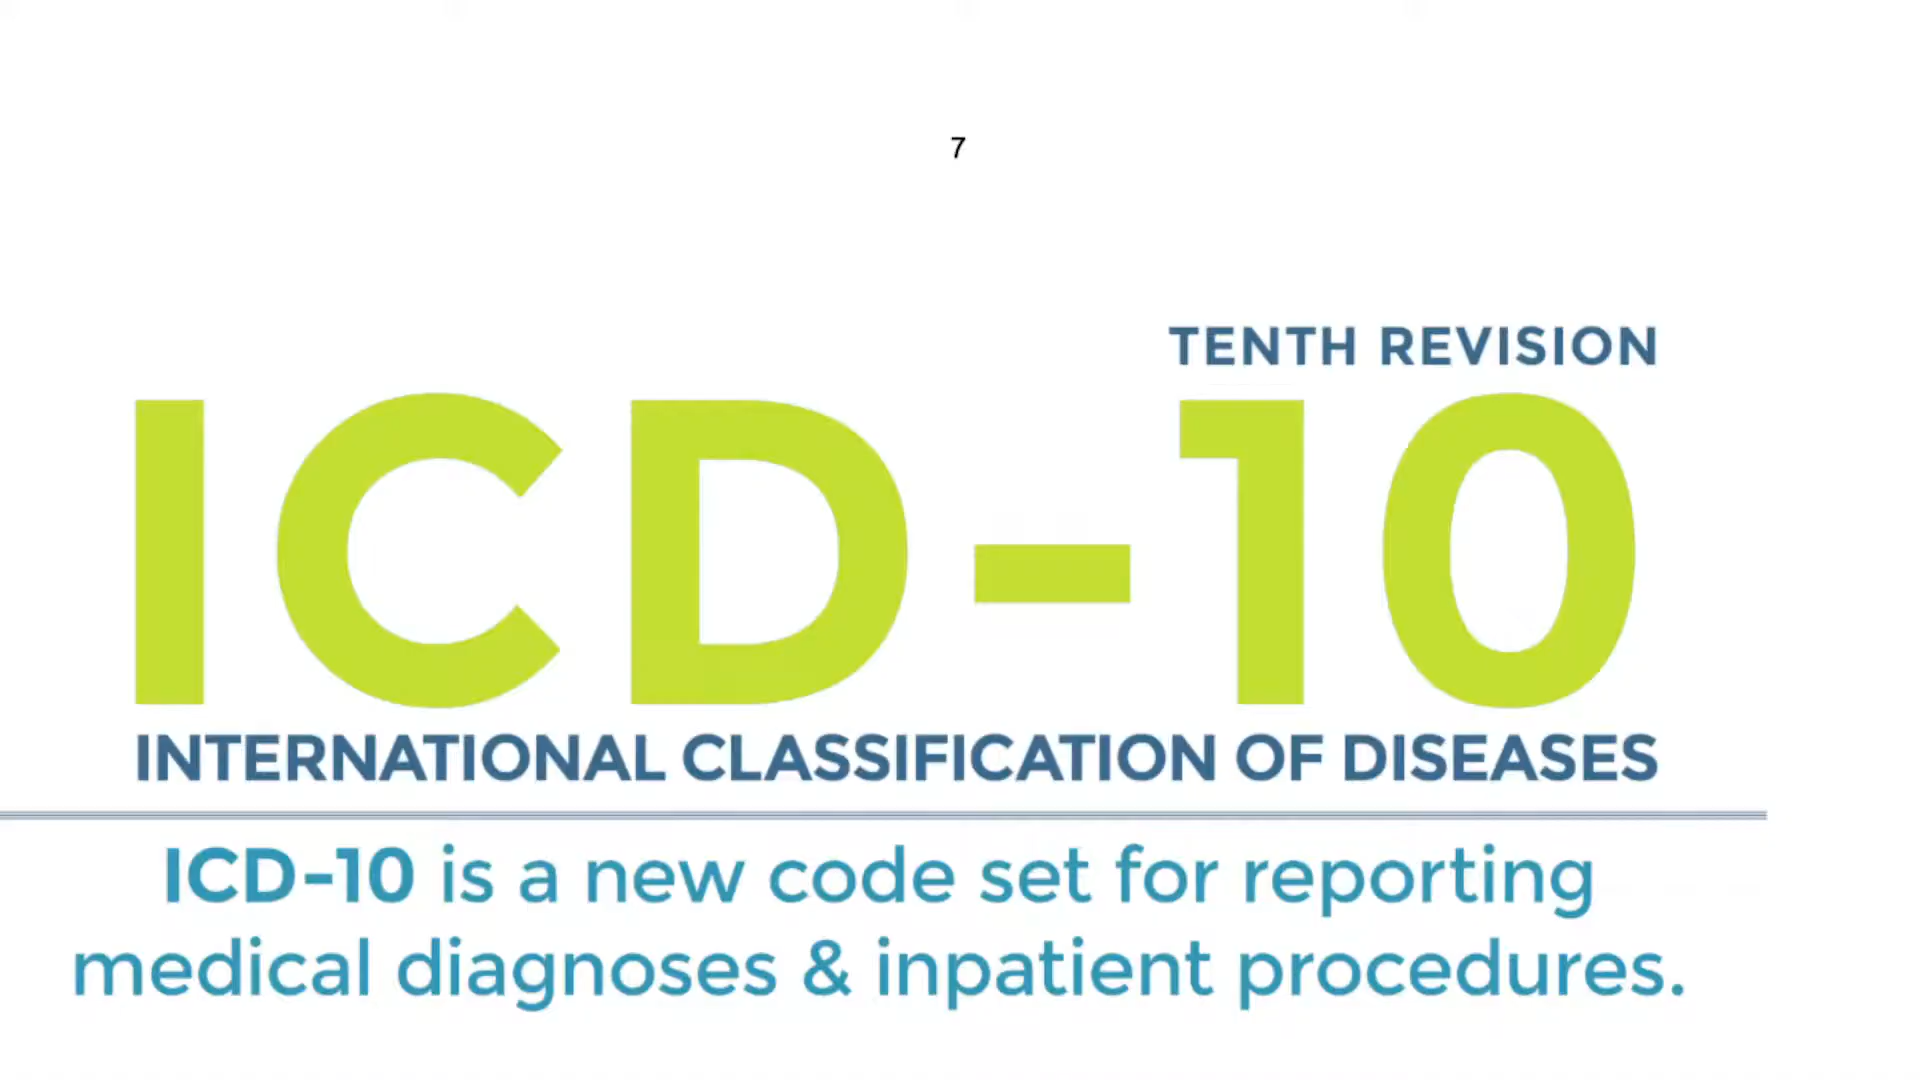 7
TENTH REVISION
ICD-10
INTERNATIONAL CLASSIFICATION OF DISEASES
ICD-10 is a new code set for reporting
medical diagnoses & inpatient procedures.